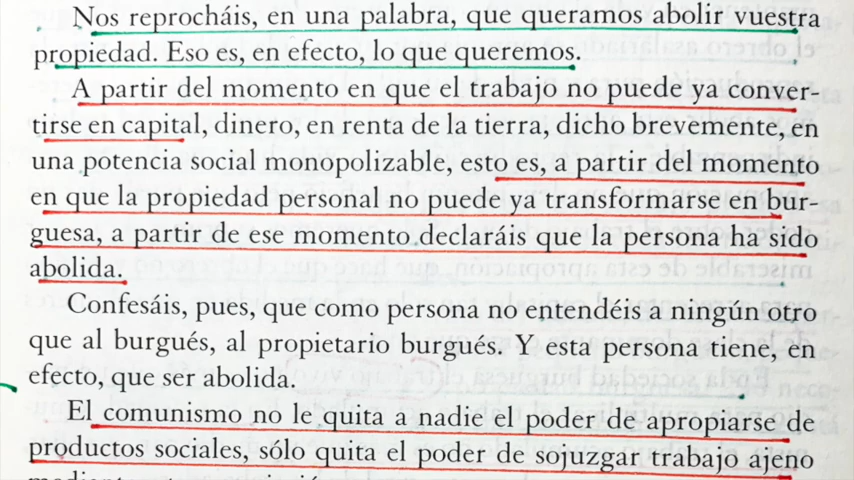 Nos reprocháis, en una palabra, que queramos abolir vuestra
propiedad. Eso es, en efecto, lo que queremos.
A partir del momento en que el trabajo no puede ya conver-
tirse en capital, dinero, en renta de la tierra, dicho brevemente, en
una potencia social monopolizable, esto es, a partir del momento
en que la propiedad personal no puede ya transformarse en bur-
guesa, a partir de ese momento declaráis que la persona ha sido
abolida.
Confesáis, pues, que como persona no entendéis a ningún otro
que al burgués, al propietario burgués. Y esta persona tiene, en
efecto, que ser abolida.
El comunismo no le quita a nadie el poder de apropiarse de
productos sociales, sólo quita el poder de sojuzgar trabajo ajeno